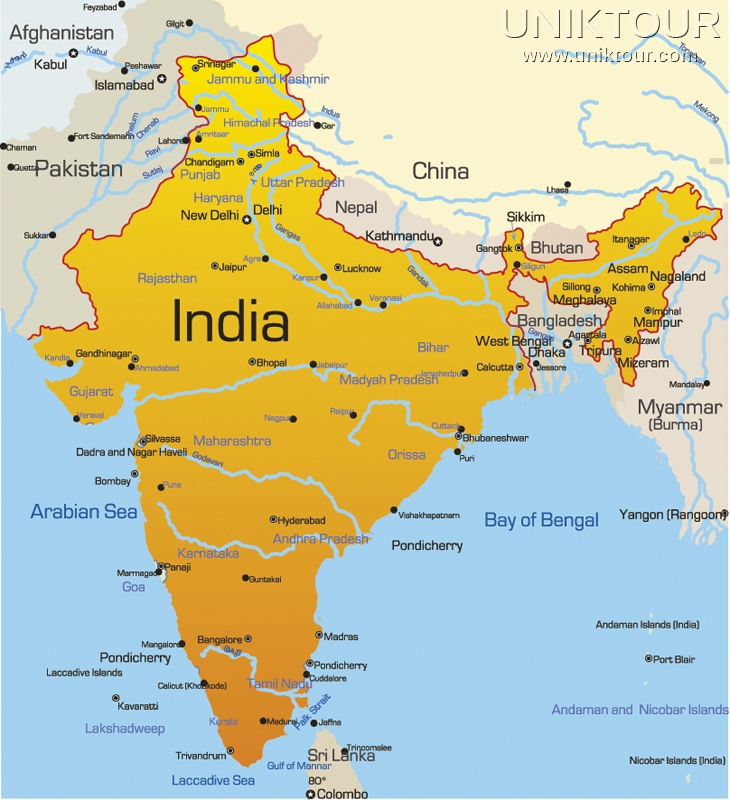 Feyzabad
UNIKTOUR
www.uniktour.com
Gilgit
Afghanistan
Kabul
Kabul
Peshawar
Islamabad
Srinagar
Jammu and Kashmir
Indus
Mekong
Jammu
Himachal Pradesh
Gar
Jhelum
Chenab
Fort Sandemann
Chaman
Lahore
Amritsar
Ravi
Quetta
Pakistan
Simla
Chandigarh
Sutlej
Punjab
Uttar Pradesh
China
Lhasa
Haryana
Nepal
New Delhi
Delhi
Sikkim
Sukkar
Ganges
Kathmandu
Gangtok
Bhutan
Itanagar
Ledo
Agra
Siliguri
Assam
Jaipur
Lucknow
Gandak
Nagaland
Rajasthan
Kanpur
Sillong
Kohima
Meghalaya
Allahabad
Varanasi
Imphal
India
Bangladesh
Manipur
Ganges
Agartala
West Bengal
Aizawl
Bihar
Dhaka
Tripura
Kandla
Gandhinagar
Mizeram
Ahmadabad
Bhopal
Jabaipur
Calcutta
Jessore
Jamshedpur
Madyah Pradesh
Mandalay
Gujarat
Myanmar
(Burma)
Veraval
Nagpur
Raipur
Cuttack
Silvassa
Maharashtra
Bhubaneshwar
Dadra and Nagar Haveli
Orissa
Puri
Godavari
Bombay
Pune
Arabian Sea
Vishakhapatnam
Bay of Bengal
Yangon (Rangoon)
Hyderabad
Andhra Pradesh
Pondicherry
Karnataka
Panaji
Marmagao
Guntakai
Goa
Andaman Islands (India)
Madras
Bangalore
Mangalore
Pondicherry
Port Blair
Pondicherry
Laccadive Islands
Cuddalore
Calicut (Khozikode)
Tamil Nadu
Kavaratti
Palk Strait
Andaman and Nicobar Islands
Lakshadweep
Kerala
Madurai
Jaffna
Trincomalee
Trivandrum
Sri Lanka
Nicobar Islands (India)
Gulf of Mannar
Laccadive Sea
80°
Colombo